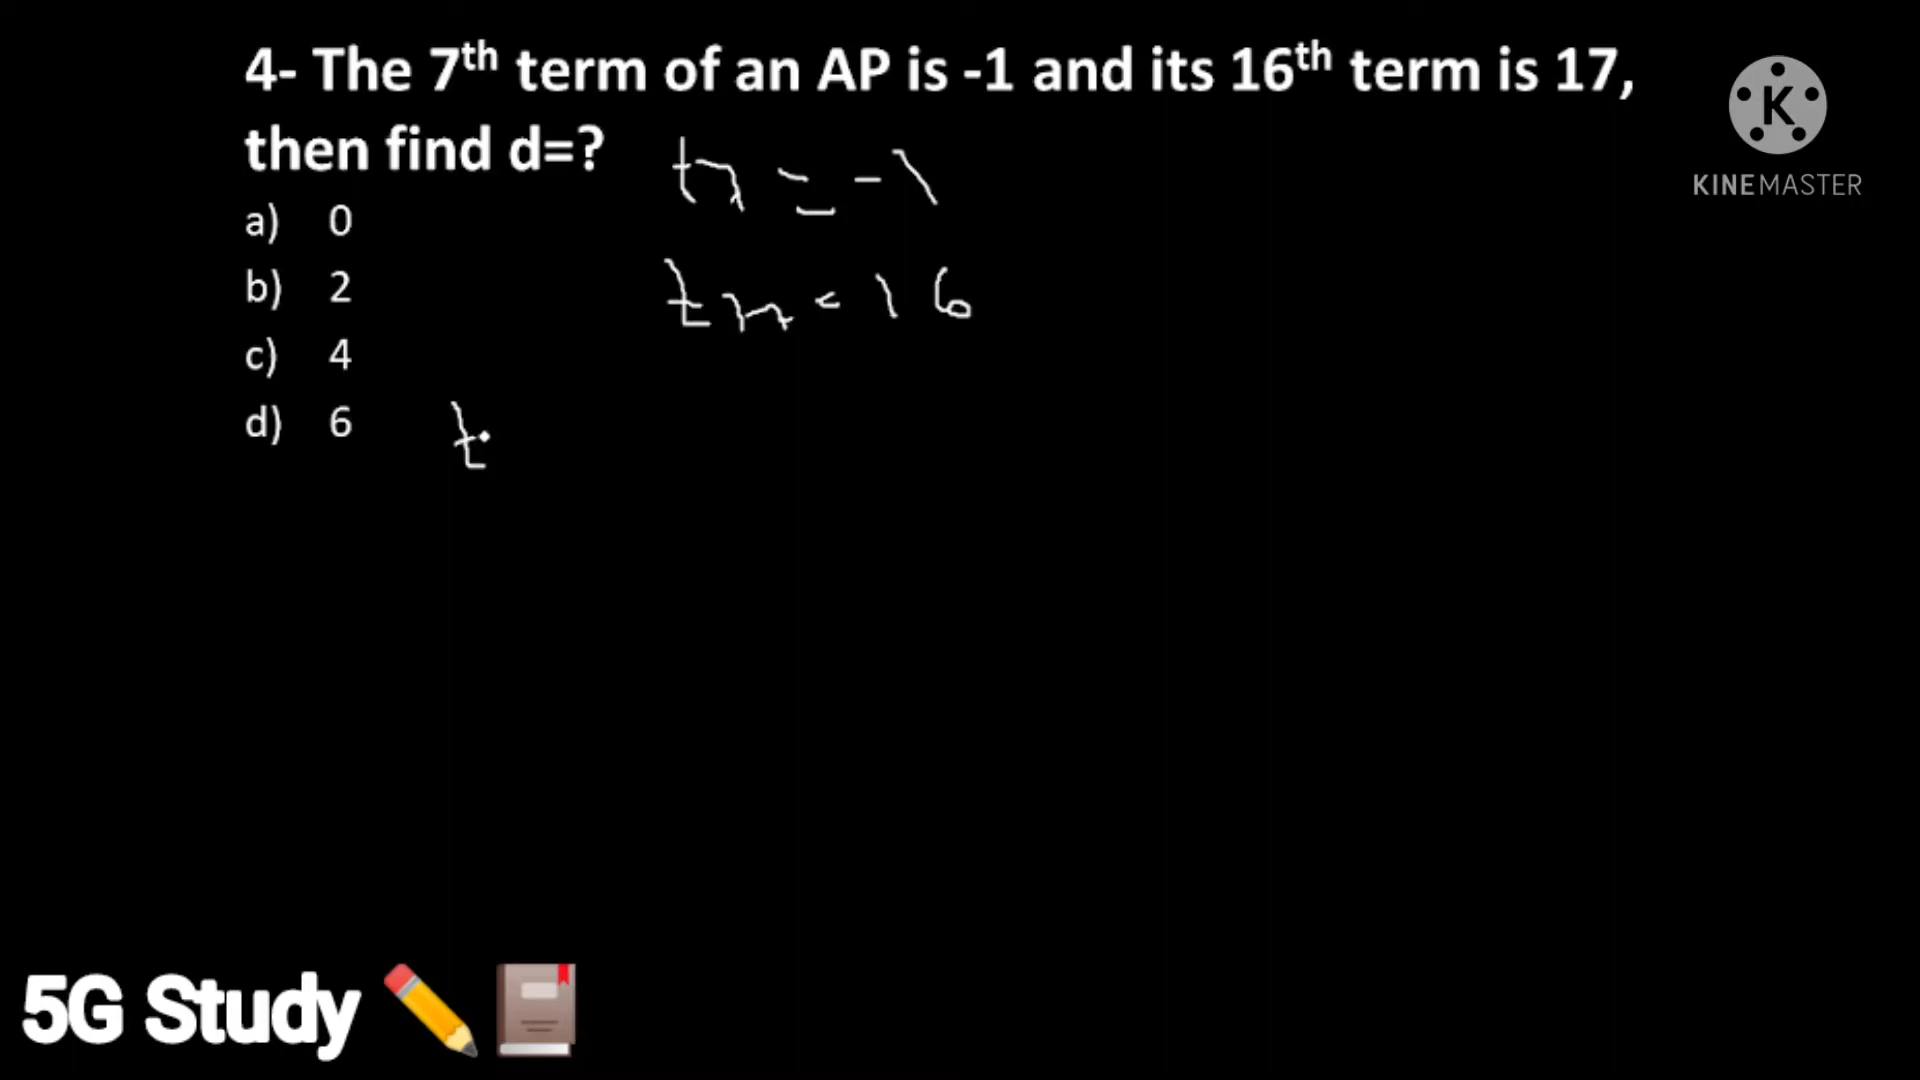 4- The 7th term of an AP is -1 and its 16th term is 17,
then find d=?
t7 = -1
a) 0
b) 2
tn = 16
c) 4
d) 6
t
K
KINEMASTER
5G Study